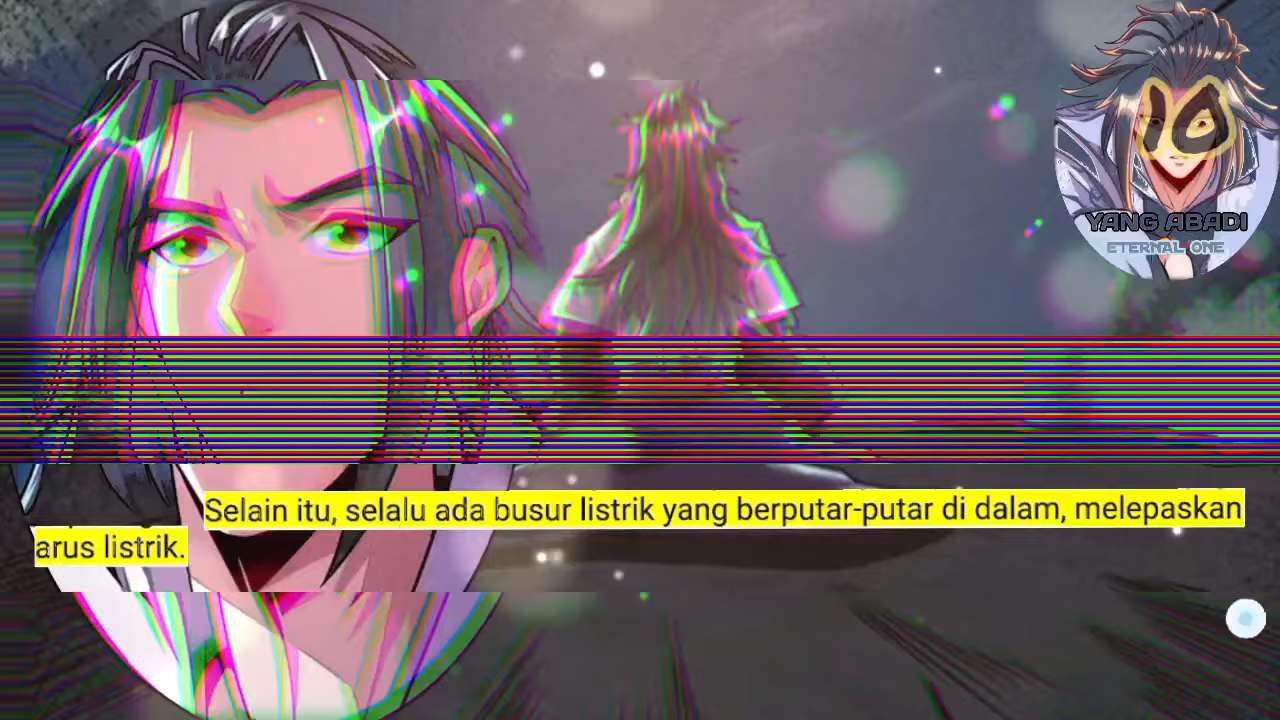 YANG ABADI
ETERNAL ONE
Selain itu, selalu ada busur listrik yang berputar-putar di dalam, melepaskan
arus listrik.